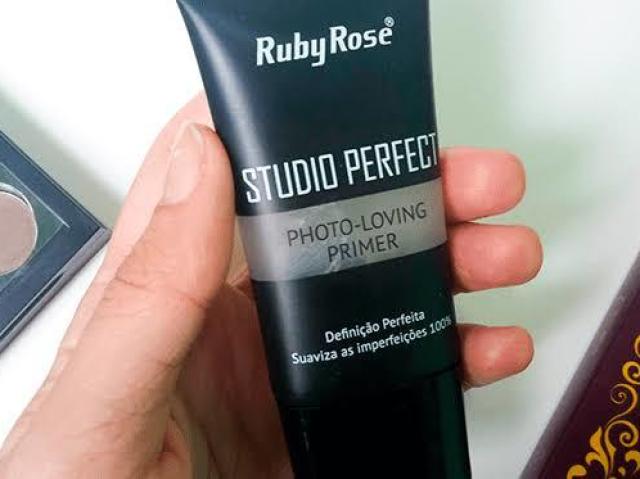 Ruby Rose®
STUDIO PERFECT
PHOTO-LOVING
PRIMER
Definição Perfeita
Suaviza as imperfeições 100%